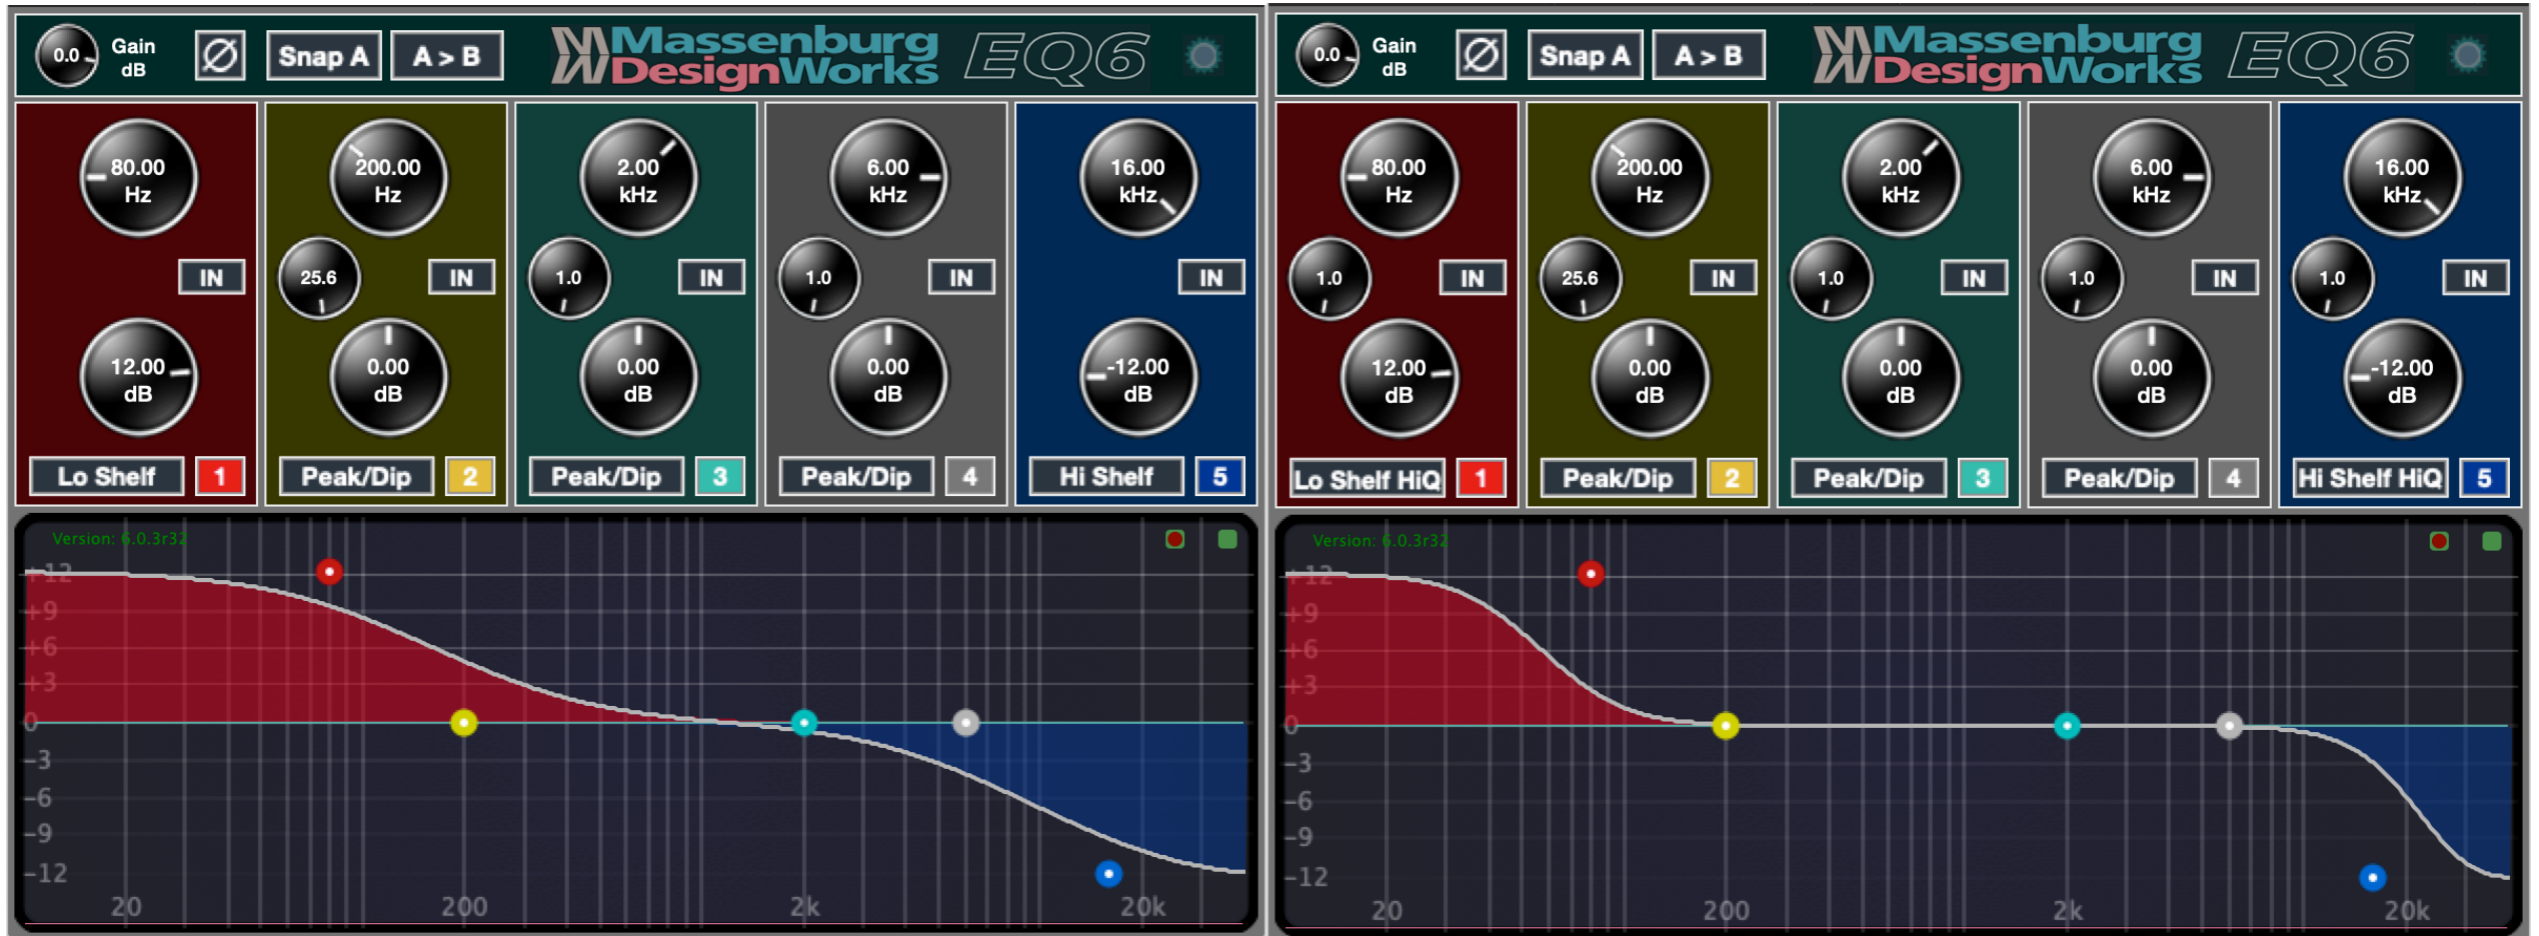 0.0 Gain dB Ø Snap A A > B Massenburg DesignWorks EQ6
80.00 Hz
IN
12.00 dB
Lo Shelf 1
200.00 Hz
25.6 IN
0.00 dB
Peak/Dip 2
2.00 kHz
1.0 IN
0.00 dB
Peak/Dip 3
6.00 kHz
1.0 IN
0.00 dB
Peak/Dip 4
16.00 kHz
IN
-12.00 dB
Hi Shelf 5
Version: 6.0.3r32
+12
+9
+6
+3
0
-3
-6
-9
-12
20 200 2k 20k
0.0 Gain dB Ø Snap A A > B Massenburg DesignWorks EQ6
80.00 Hz
1.0 IN
12.00 dB
Lo Shelf HiQ 1
200.00 Hz
25.6 IN
0.00 dB
Peak/Dip 2
2.00 kHz
1.0 IN
0.00 dB
Peak/Dip 3
6.00 kHz
1.0 IN
0.00 dB
Peak/Dip 4
16.00 kHz
1.0 IN
-12.00 dB
Hi Shelf HiQ 5
Version: 6.0.3r32
+12
+9
+6
+3
0
-3
-6
-9
-12
20 200 2k 20k